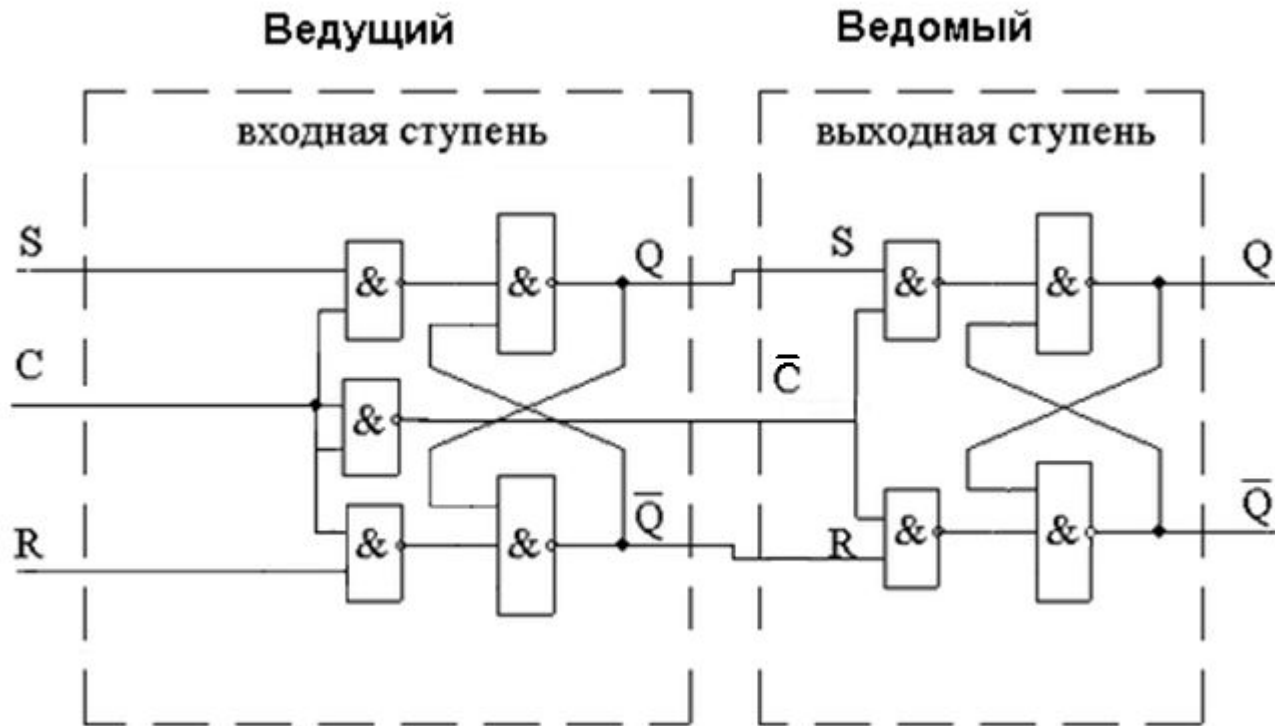 Ведущий
Ведомый
входная ступень
выходная ступень
S
&
&
Q
S
&
&
Q
C
&
C̅
R
&
&
Q̅
R
&
&
Q̅